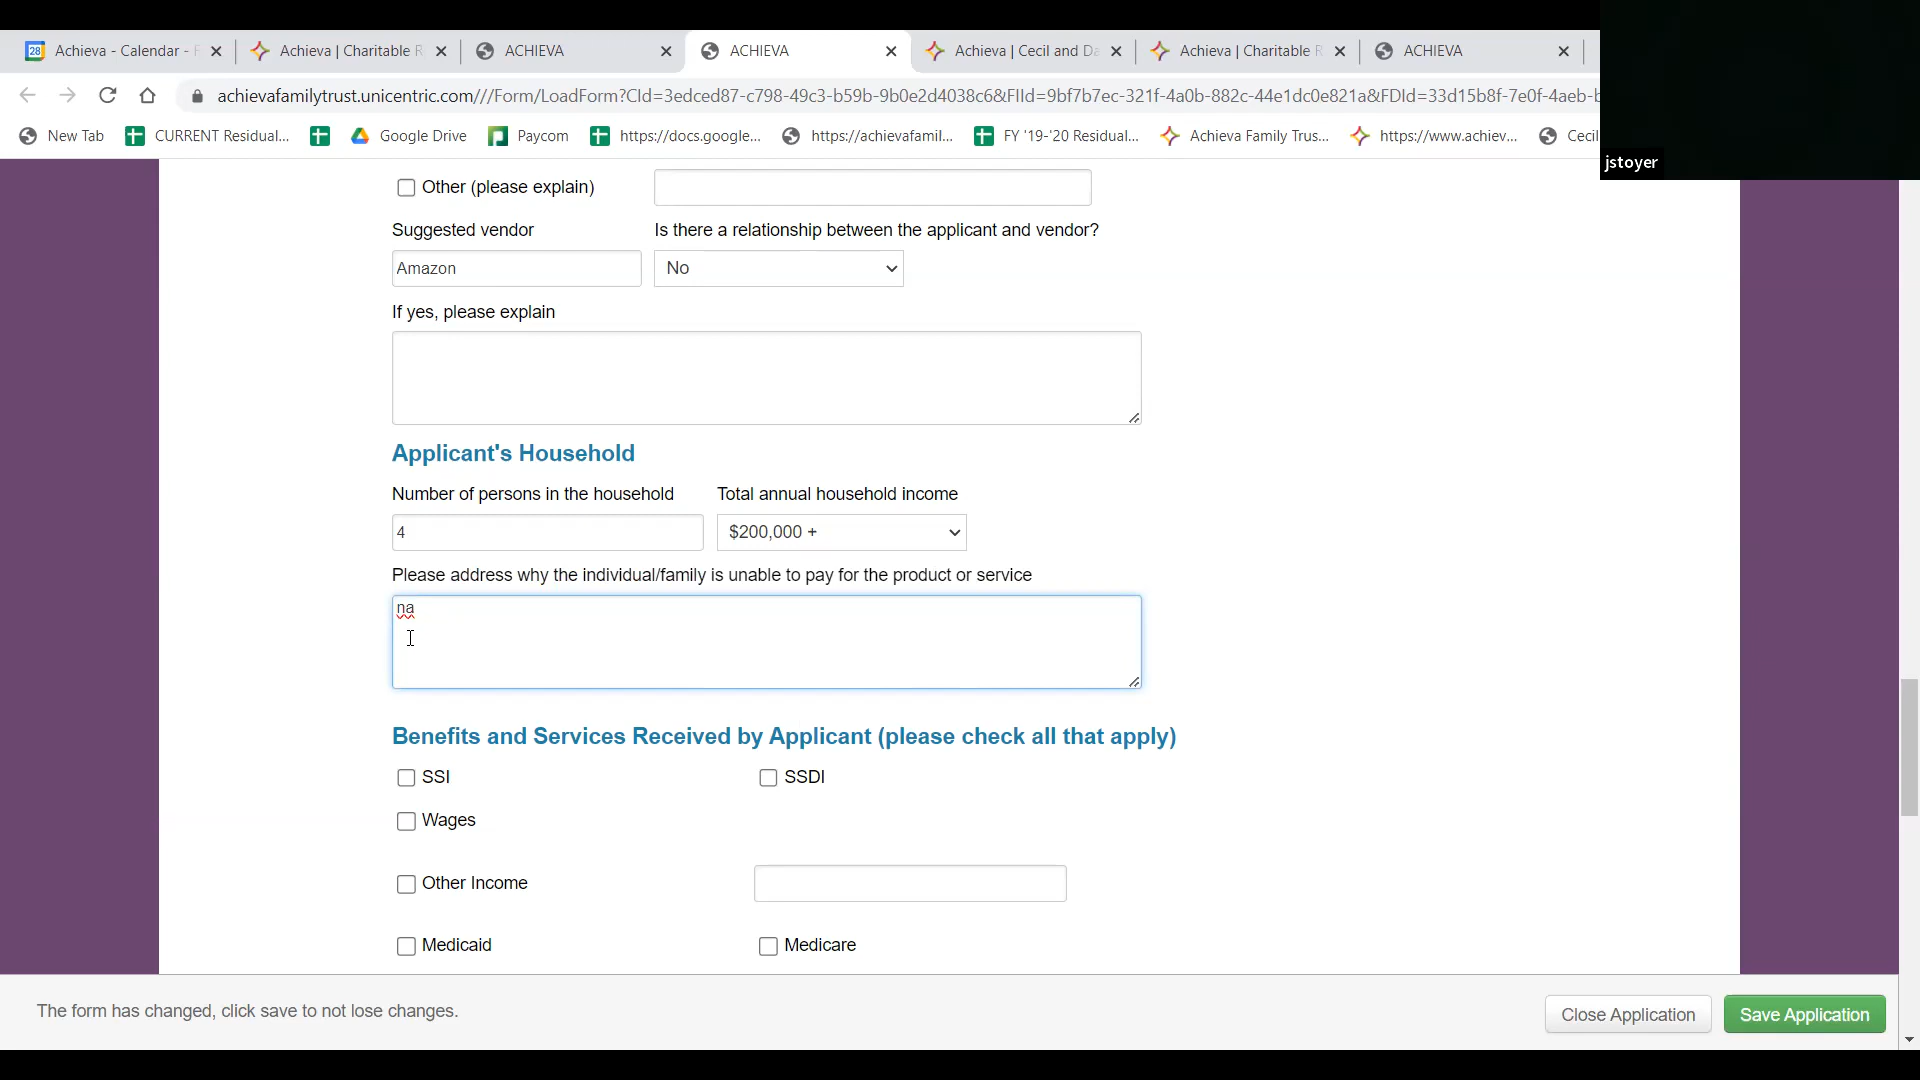 28 Achieva - Calendar - F
Achieva | Charitable R
ACHIEVA
ACHIEVA
Achieva | Cecil and Da
Achieva | Charitable R
ACHIEVA
achievafamilytrust.unicentric.com///Form/LoadForm?CId=3edced87-c798-49c3-b59b-9b0e2d4038c6&FIId=9bf7b7ec-321f-4a0b-882c-44e1dc0e821a&FDId=33d15b8f-7e0f-4aeb-b
New Tab
CURRENT Residual...
Google Drive
Paycom
https://docs.google...
https://achievafamil...
FY '19-'20 Residual...
Achieva Family Trus...
https://www.achiev...
Cecil
jstoyer
Other (please explain)
Suggested vendor
Is there a relationship between the applicant and vendor?
Amazon
No
If yes, please explain
Applicant's Household
Number of persons in the household
Total annual household income
4
$200,000 +
Please address why the individual/family is unable to pay for the product or service
na
Benefits and Services Received by Applicant (please check all that apply)
SSI
SSDI
Wages
Other Income
Medicaid
Medicare
The form has changed, click save to not lose changes.
Close Application
Save Application